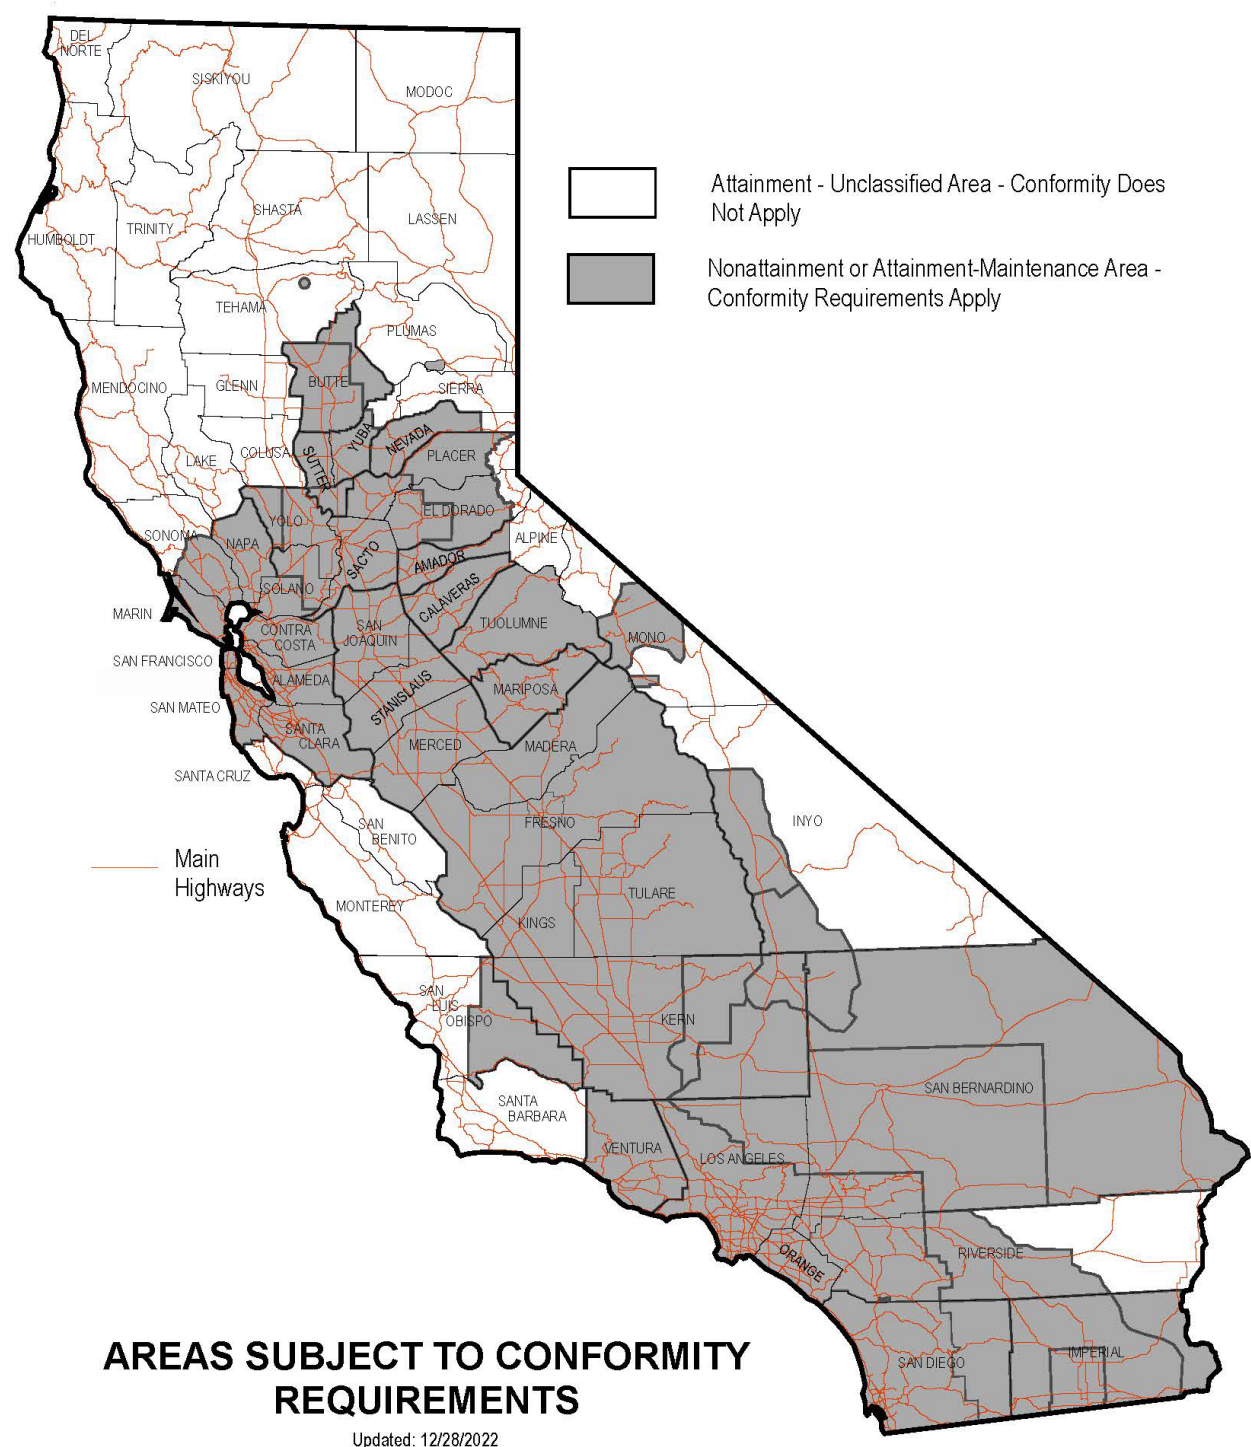 DEL
NORTE
SISKIYOU
MODOC
Attainment - Unclassified Area - Conformity Does
Not Apply
SHASTA
LASSEN
TRINITY
HUMBOLDT
Nonattainment or Attainment-Maintenance Area -
Conformity Requirements Apply
TEHAMA
PLUMAS
MENDOCINO
GLENN
BUTTE
SIERRA
COLUSA
LAKE
SUTTER
YUBA
NEVADA
PLACER
SONOMA
NAPA
YOLO
EL DORADO
SAC'TO
ALPINE
AMADOR
SOLANO
CALAVERAS
MARIN
CONTRA
COSTA
SAN
JOAQUIN
TUOLUMNE
MONO
SAN FRANCISCO
ALAMEDA
STANISLAUS
MARIPOSA
SAN MATEO
SANTA
CLARA
MERCED
MADERA
SANTA CRUZ
SAN
BENITO
FRESNO
INYO
Main
Highways
MONTEREY
KINGS
TULARE
SAN
LUIS
OBISPO
KERN
SANTA
BARBARA
SAN BERNARDINO
VENTURA
LOS ANGELES
ORANGE
RIVERSIDE
SAN DIEGO
IMPERIAL
AREAS SUBJECT TO CONFORMITY
REQUIREMENTS
Updated: 12/28/2022